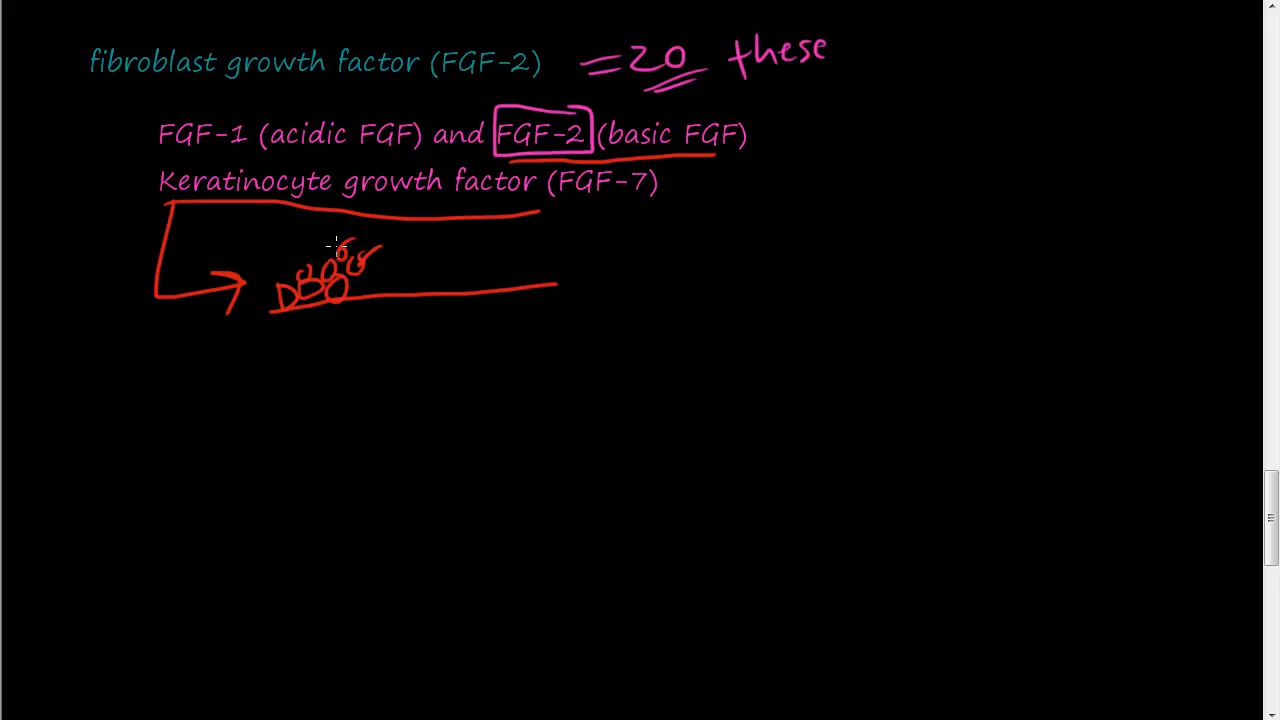 fibroblast growth factor (FGF-2) =20 these
FGF-1 (acidic FGF) and FGF-2 (basic FGF)
Keratinocyte growth factor (FGF-7)